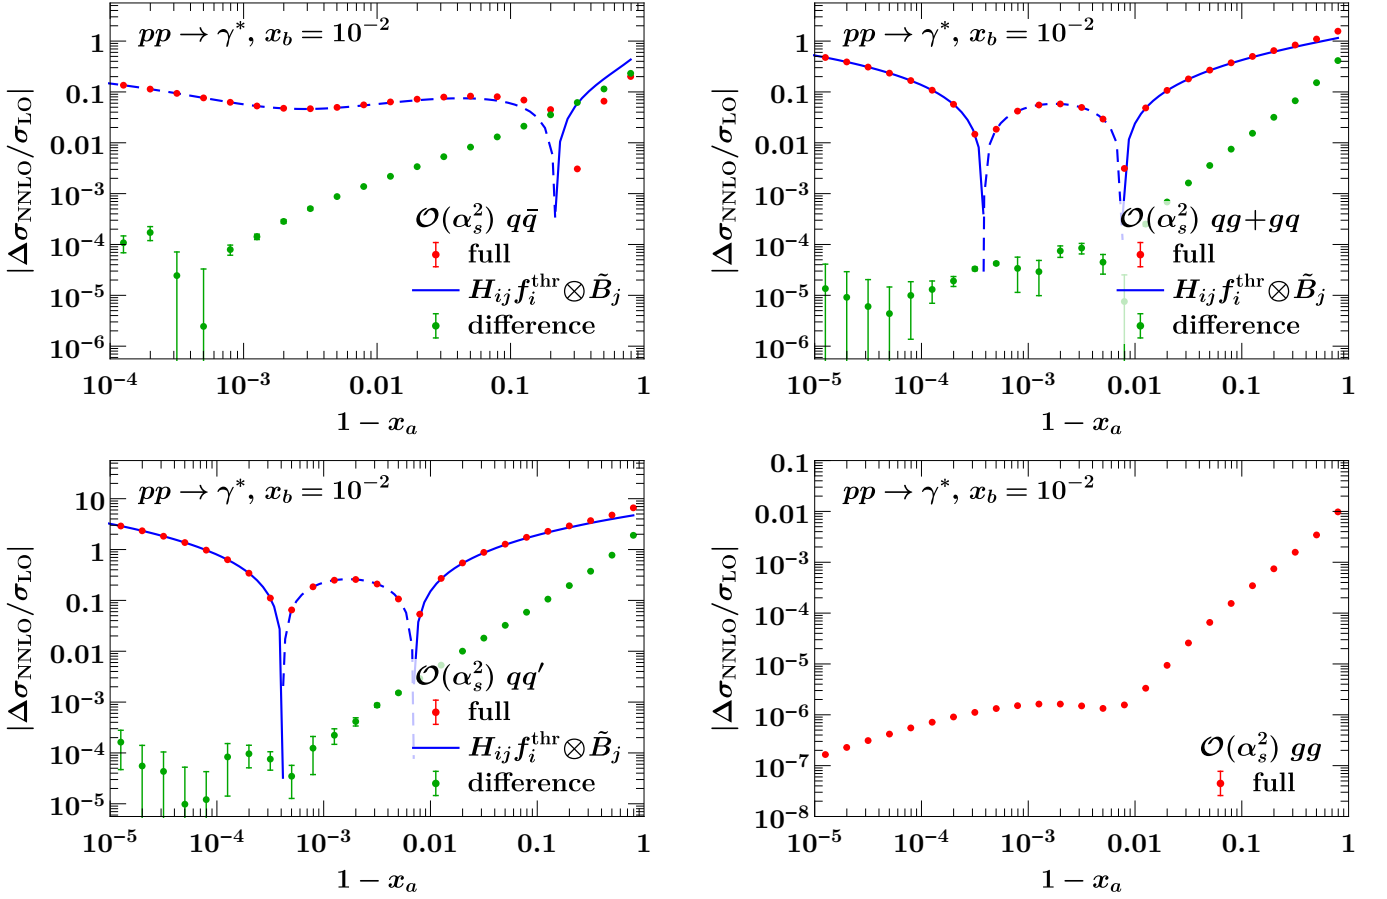 pp → γ*, x_b = 10⁻²
|Δσ_NNLO/σ_LO|
1
0.1
0.01
10⁻³
10⁻⁴
10⁻⁵
10⁻⁶
𝒪(α_s²) qq̄
full
H_ij f_i^thr ⊗ B̃_j
difference
10⁻⁴ 10⁻³ 0.01 0.1 1
1 − x_a
pp → γ*, x_b = 10⁻²
|Δσ_NNLO/σ_LO|
1
0.1
0.01
10⁻³
10⁻⁴
10⁻⁵
10⁻⁶
𝒪(α_s²) qg+gq
full
H_ij f_i^thr ⊗ B̃_j
difference
10⁻⁵ 10⁻⁴ 10⁻³ 0.01 0.1 1
1 − x_a
pp → γ*, x_b = 10⁻²
|Δσ_NNLO/σ_LO|
10
1
0.1
0.01
10⁻³
10⁻⁴
10⁻⁵
𝒪(α_s²) qq′
full
H_ij f_i^thr ⊗ B̃_j
difference
10⁻⁵ 10⁻⁴ 10⁻³ 0.01 0.1 1
1 − x_a
pp → γ*, x_b = 10⁻²
|Δσ_NNLO/σ_LO|
0.1
0.01
10⁻³
10⁻⁴
10⁻⁵
10⁻⁶
10⁻⁷
10⁻⁸
𝒪(α_s²) gg
full
10⁻⁵ 10⁻⁴ 10⁻³ 0.01 0.1 1
1 − x_a